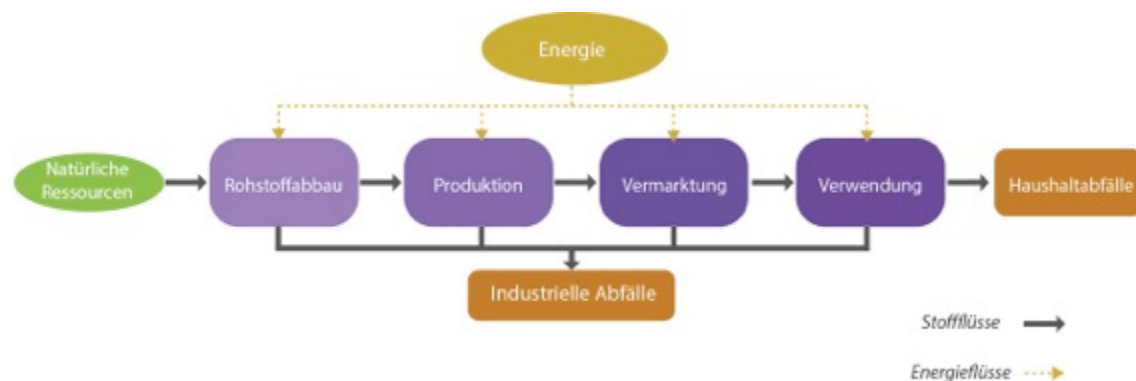 Energie
Natürliche
Ressourcen
Rohstoffabbau
Produktion
Vermarktung
Verwendung
Haushaltabfälle
Industrielle Abfälle
Stoffflüsse
Energieflüsse